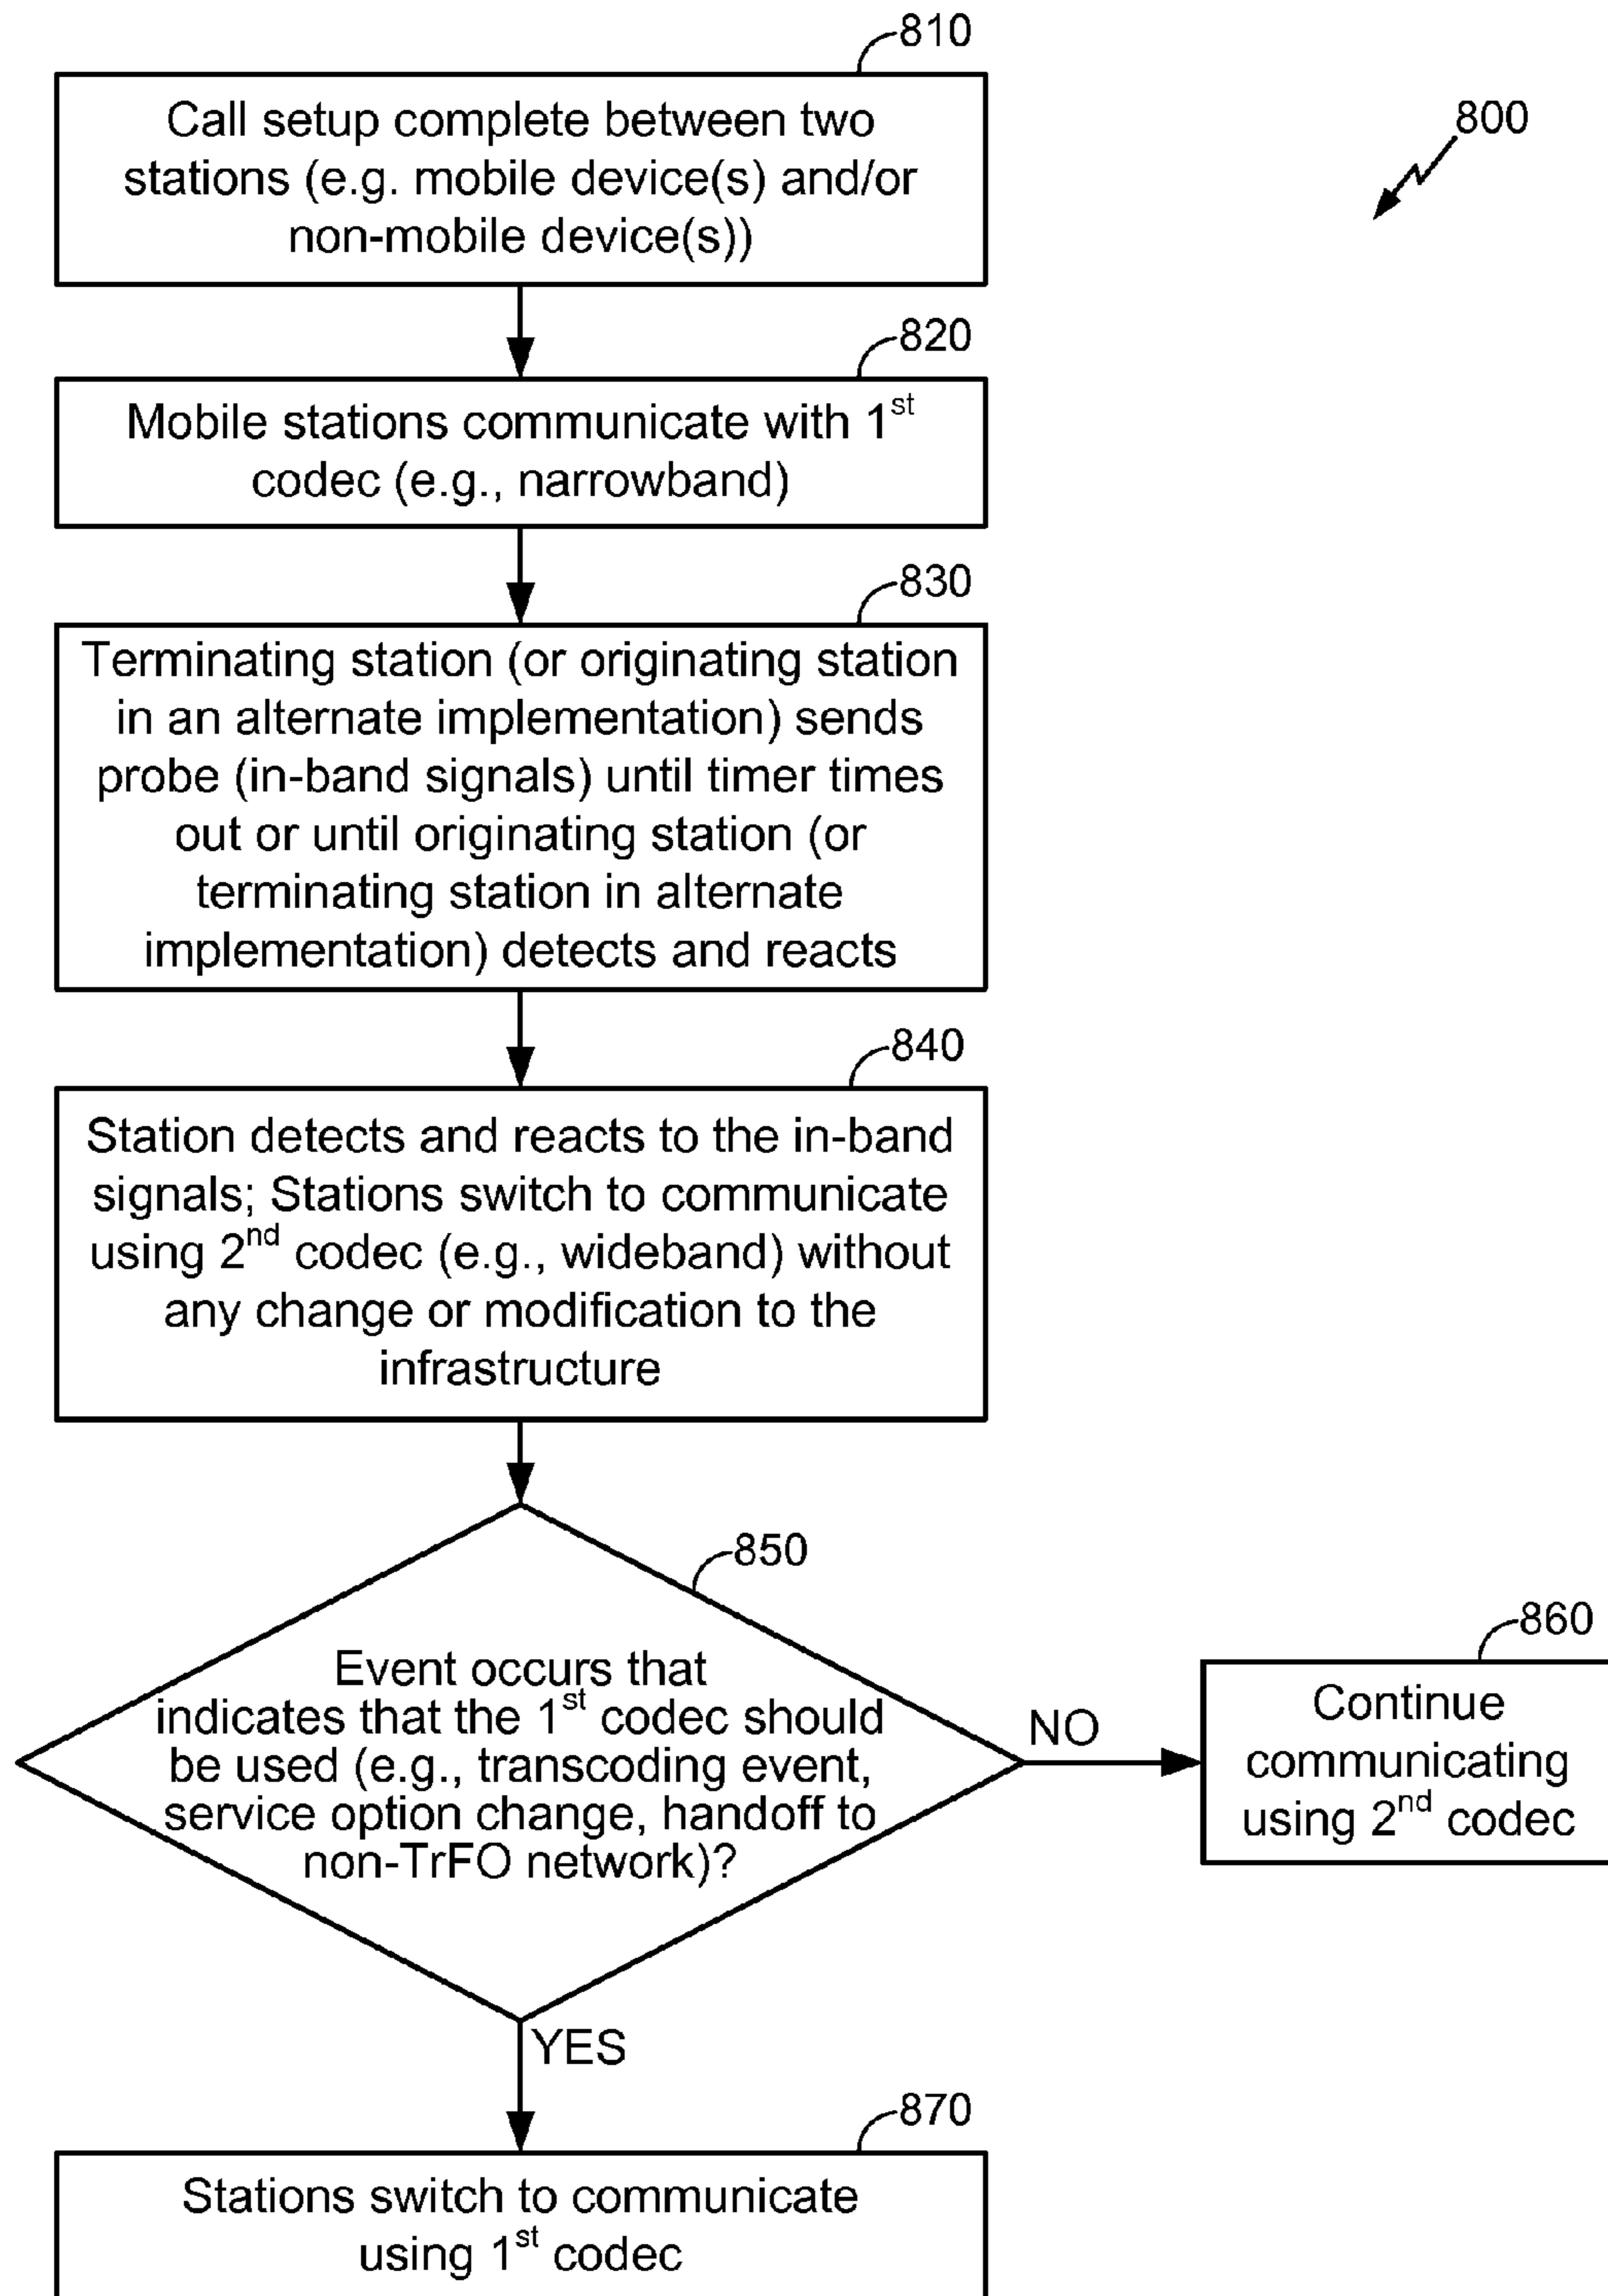 810
Call setup complete between two
stations (e.g. mobile device(s) and/or
non-mobile device(s))
800
820
Mobile stations communicate with 1st
codec (e.g., narrowband)
830
Terminating station (or originating station
in an alternate implementation) sends
probe (in-band signals) until timer times
out or until originating station (or
terminating station in alternate
implementation) detects and reacts
840
Station detects and reacts to the in-band
signals; Stations switch to communicate
using 2nd codec (e.g., wideband) without
any change or modification to the
infrastructure
850
Event occurs that
indicates that the 1st codec should
be used (e.g., transcoding event,
service option change, handoff to
non-TrFO network)?
NO
860
Continue
communicating
using 2nd codec
YES
870
Stations switch to communicate
using 1st codec